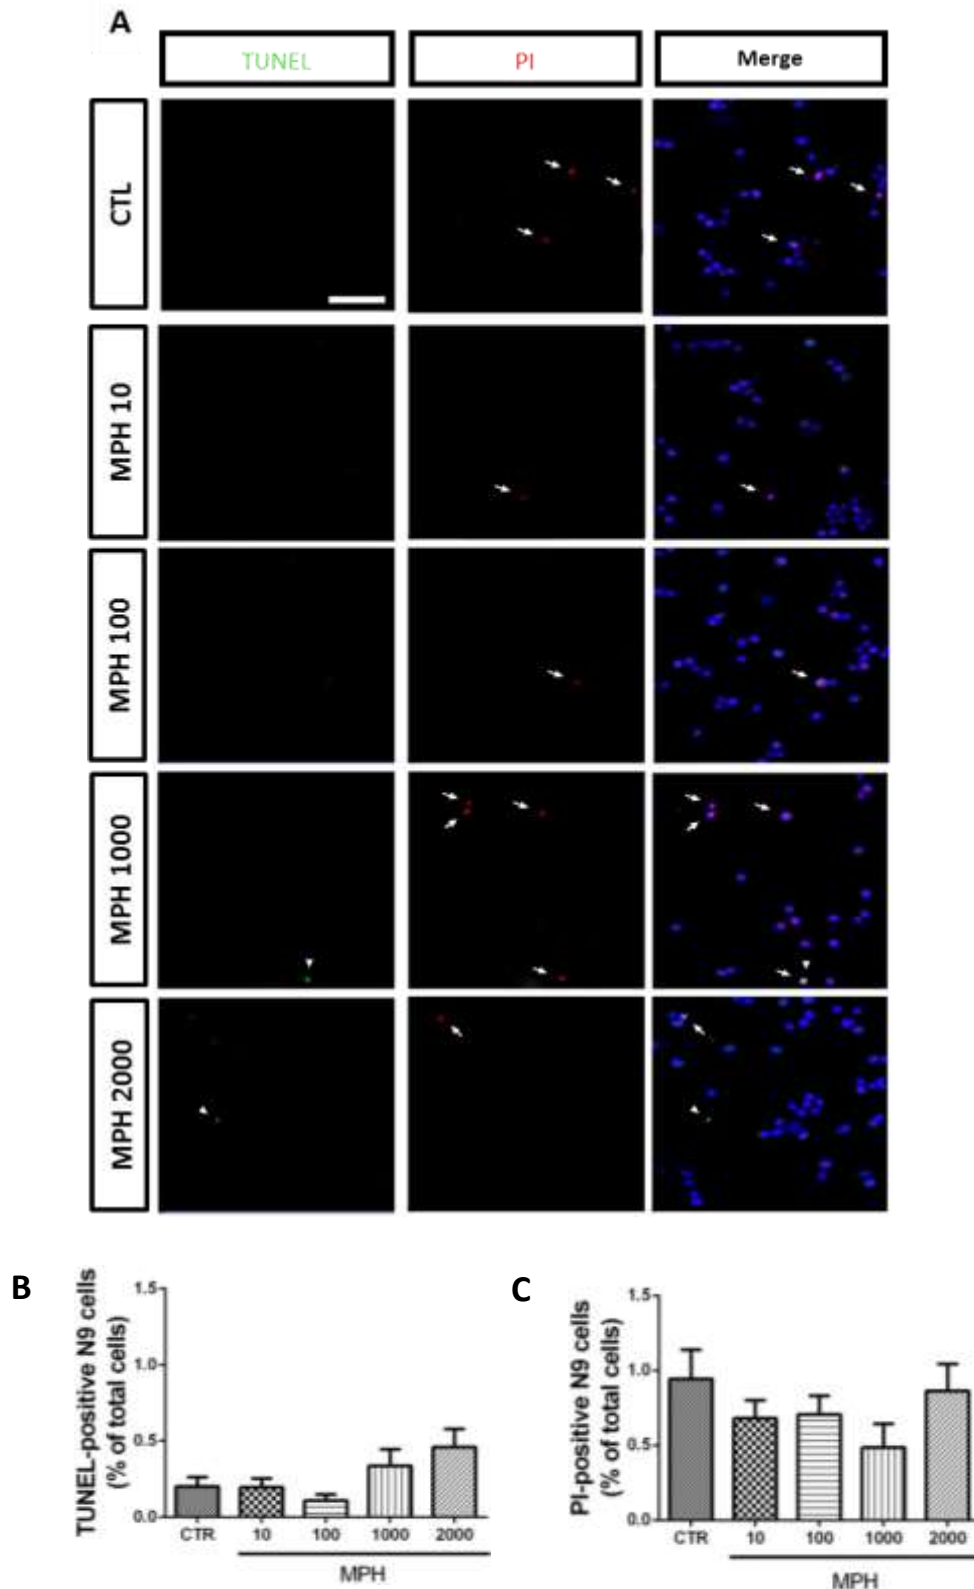 A
TUNEL PI Merge
CTL
MPH 10
MPH 100
MPH 1000
MPH 2000
B
TUNEL-positive N9 cells
(% of total cells)
1.5
1.0
0.5
0.0
CTR 10 100 1000 2000
MPH
C
PI-positive N9 cells
(% of total cells)
1.5
1.0
0.5
0.0
CTR 10 100 1000 2000
MPH